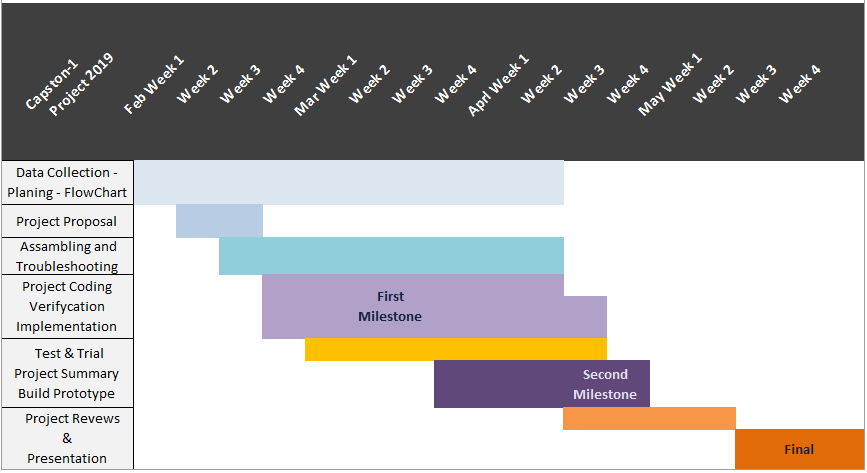 Capston-1
Project 2019
Feb Week 1
Week 2
Week 3
Week 4
Mar Week 1
Week 2
Week 3
Week 4
Aprl Week 1
Week 2
Week 3
Week 4
May Week 1
Week 2
Week 3
Week 4
Data Collection -
Planing - FlowChart
Project Proposal
Assambling and
Troubleshooting
Project Coding
Verifycation
Implementation
First
Milestone
Test & Trial
Project Summary
Build Prototype
Second
Milestone
Project Revews
&
Presentation
Final